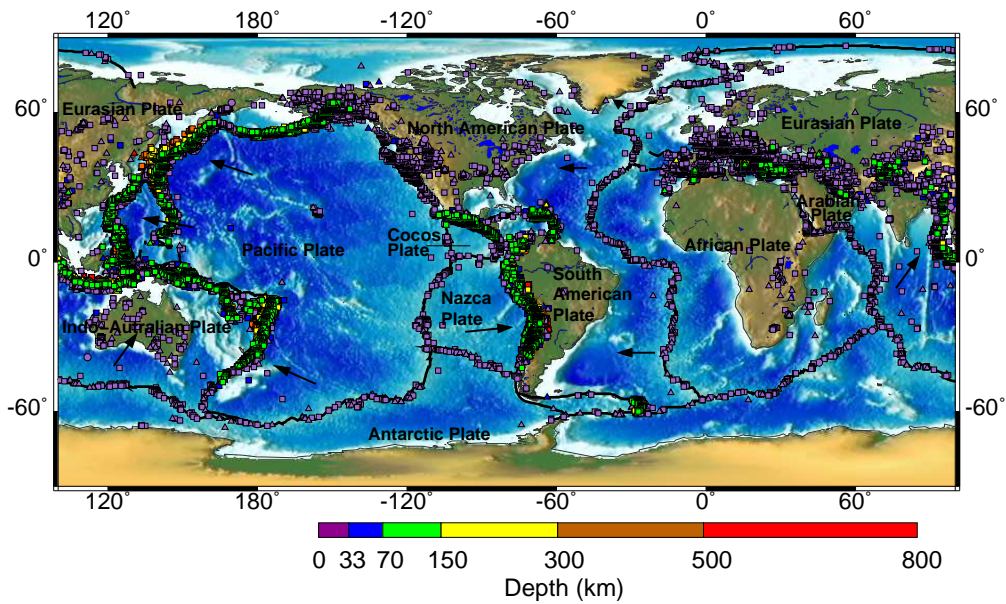 120° 180° -120° -60° 0° 60°
60° 60°
0° 0°
-60° -60°
Eurasian Plate
North American Plate
Eurasian Plate
Arabian
Plate
Cocos
Plate
Pacific Plate
African Plate
South
American
Plate
Nazca
Plate
Indo-Autralian Plate
Antarctic Plate
120 180 -120 -60 0 60
0 33 70 150 300 500 800
Depth (km)